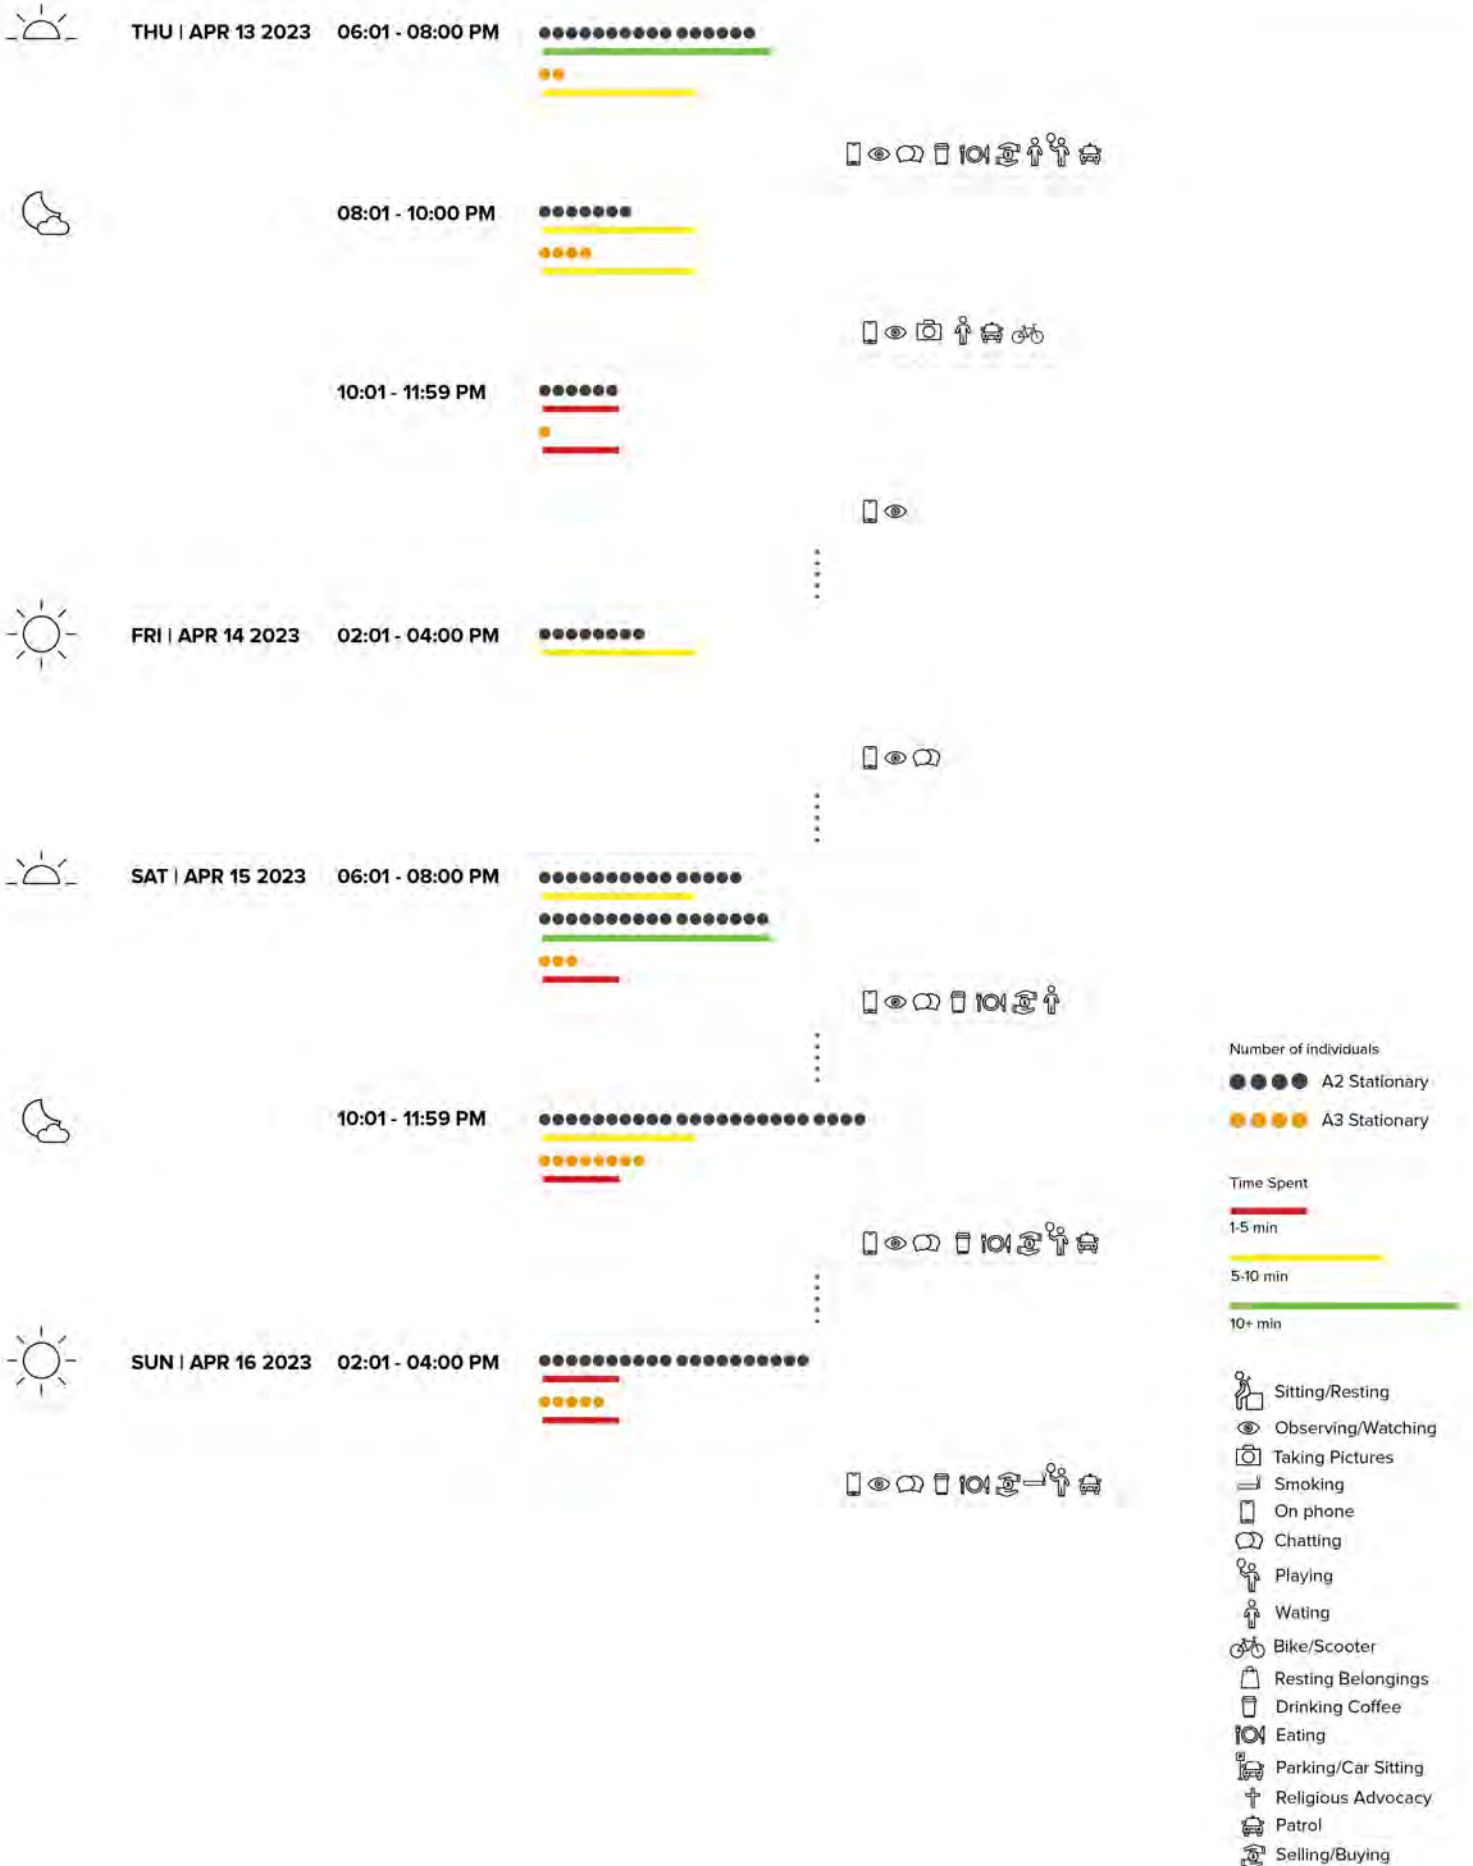 THU | APR 13 2023 06:01 - 08:00 PM
08:01 - 10:00 PM
10:01 - 11:59 PM
FRI | APR 14 2023 02:01 - 04:00 PM
SAT | APR 15 2023 06:01 - 08:00 PM
10:01 - 11:59 PM
SUN | APR 16 2023 02:01 - 04:00 PM
Number of individuals
A2 Stationary
A3 Stationary
Time Spent
1-5 min
5-10 min
10+ min
Sitting/Resting
Observing/Watching
Taking Pictures
Smoking
On phone
Chatting
Playing
Wating
Bike/Scooter
Resting Belongings
Drinking Coffee
Eating
Parking/Car Sitting
Religious Advocacy
Patrol
Selling/Buying